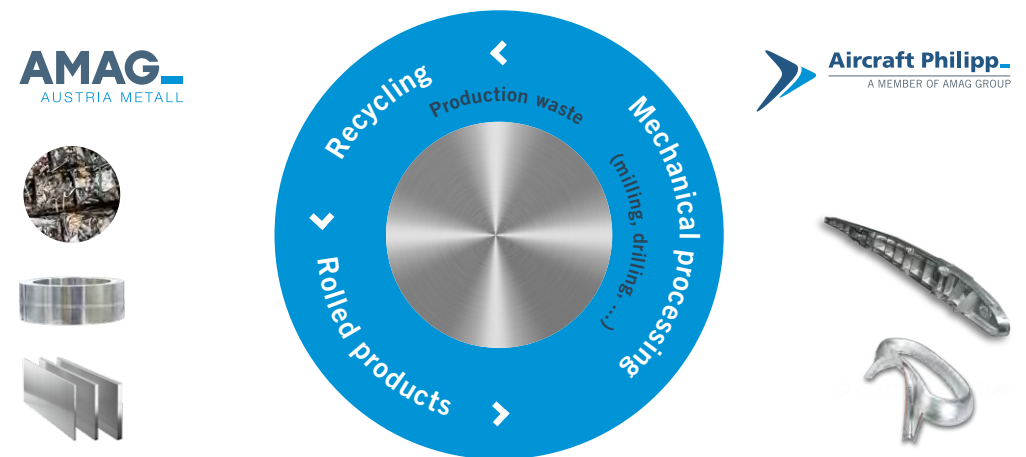 AMAG
AUSTRIA METALL
Aircraft Philipp
A MEMBER OF AMAG GROUP
Recycling
Production waste
Mechanical processing
(milling, drilling, ...)
Rolled products